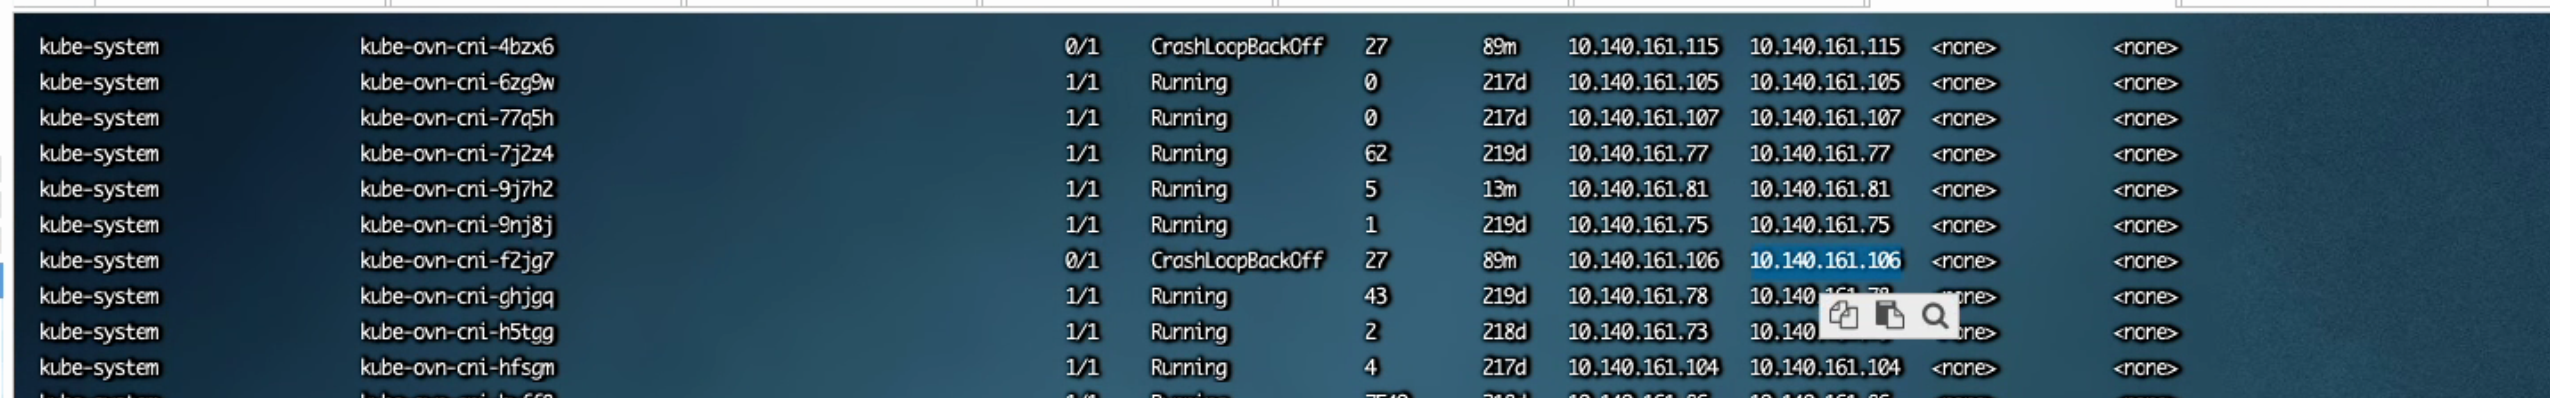 kube-system kube-ovn-cni-4bzx6 0/1 CrashLoopBackOff 27 89m 10.140.161.115 10.140.161.115 <none> <none>
kube-system kube-ovn-cni-6zg9w 1/1 Running 0 217d 10.140.161.105 10.140.161.105 <none> <none>
kube-system kube-ovn-cni-77q5h 1/1 Running 0 217d 10.140.161.107 10.140.161.107 <none> <none>
kube-system kube-ovn-cni-7j2z4 1/1 Running 62 219d 10.140.161.77 10.140.161.77 <none> <none>
kube-system kube-ovn-cni-9j7h2 1/1 Running 5 13m 10.140.161.81 10.140.161.81 <none> <none>
kube-system kube-ovn-cni-9nj8j 1/1 Running 1 219d 10.140.161.75 10.140.161.75 <none> <none>
kube-system kube-ovn-cni-f2jg7 0/1 CrashLoopBackOff 27 89m 10.140.161.106 10.140.161.106 <none> <none>
kube-system kube-ovn-cni-ghjgq 1/1 Running 43 219d 10.140.161.78 <none>
kube-system kube-ovn-cni-h5tgg 1/1 Running 2 218d 10.140.161.73 <none>
kube-system kube-ovn-cni-hfsgm 1/1 Running 4 217d 10.140.161.104 10.140.161.104 <none> <none>